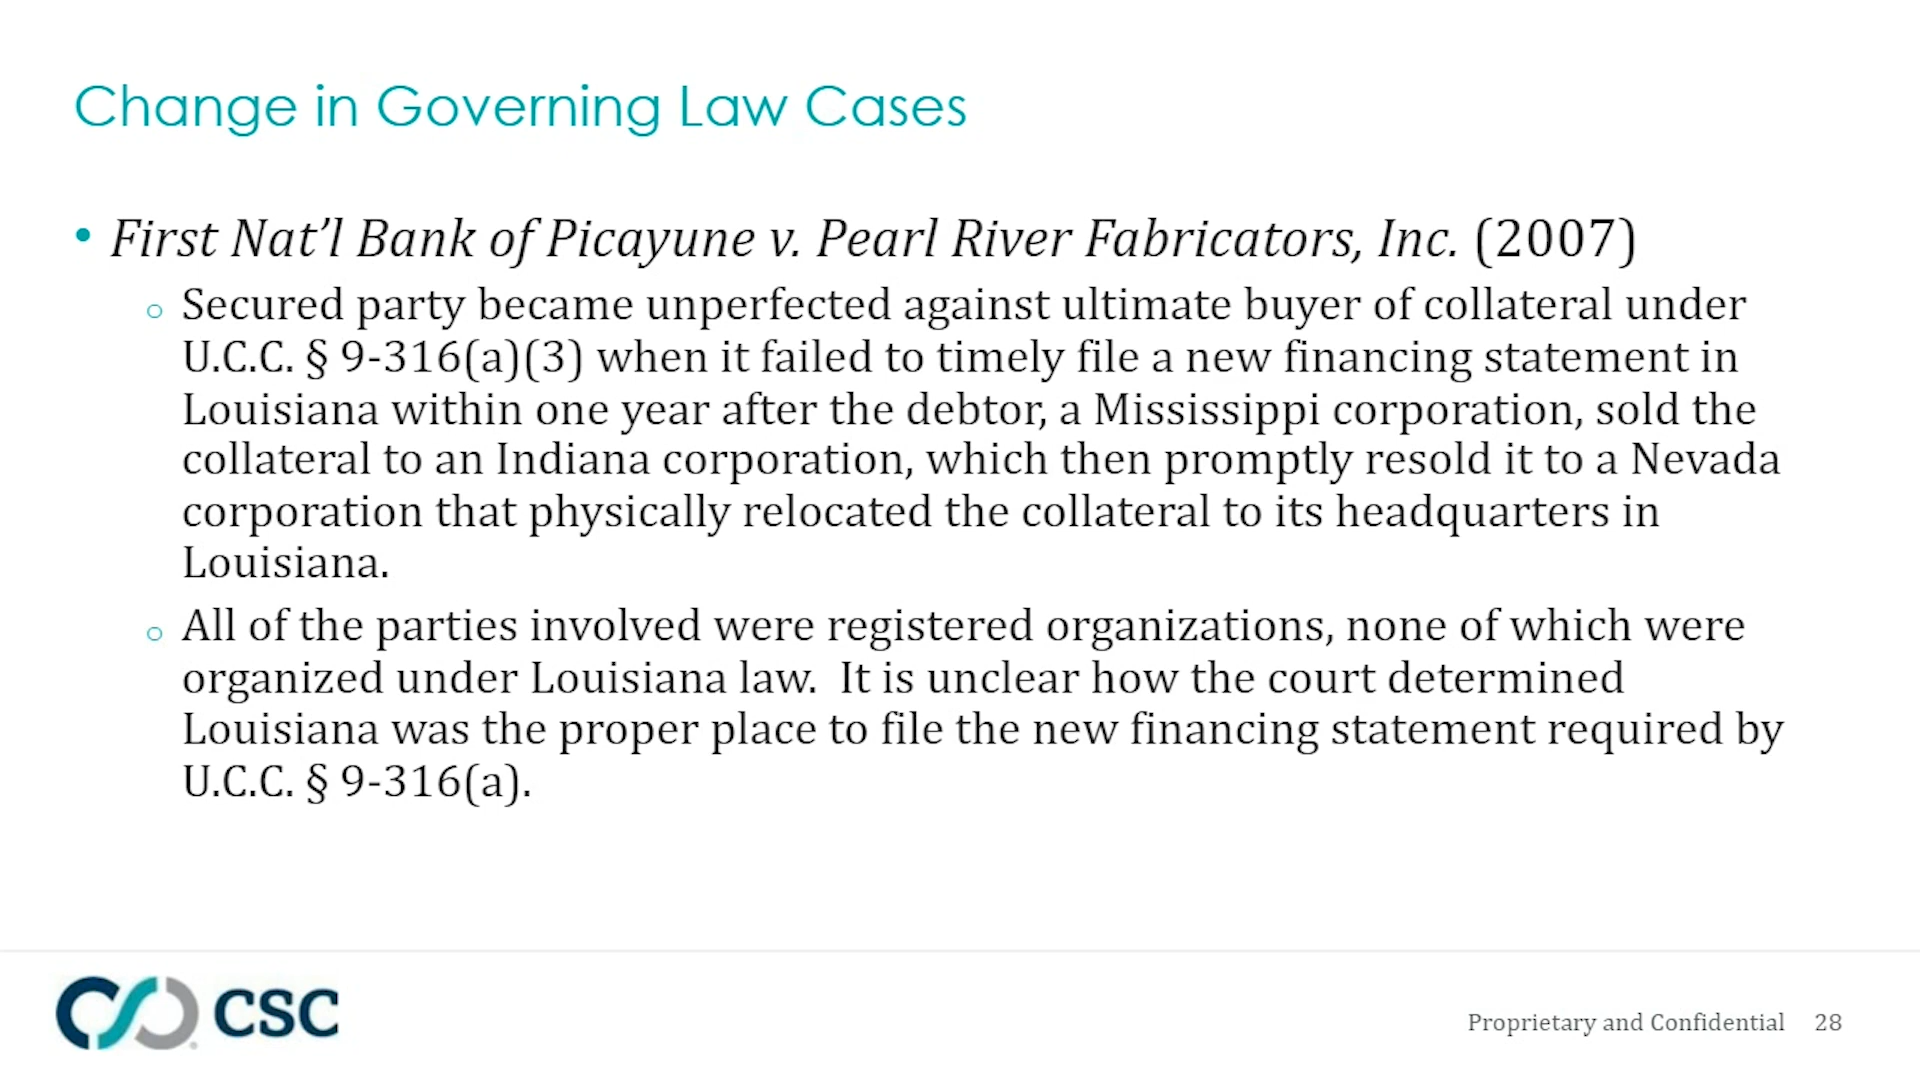 Change in Governing Law Cases
• First Nat’l Bank of Picayune v. Pearl River Fabricators, Inc. (2007)
o Secured party became unperfected against ultimate buyer of collateral under
U.C.C. § 9-316(a)(3) when it failed to timely file a new financing statement in
Louisiana within one year after the debtor, a Mississippi corporation, sold the
collateral to an Indiana corporation, which then promptly resold it to a Nevada
corporation that physically relocated the collateral to its headquarters in
Louisiana.
o All of the parties involved were registered organizations, none of which were
organized under Louisiana law.  It is unclear how the court determined
Louisiana was the proper place to file the new financing statement required by
U.C.C. § 9-316(a).
CSC
Proprietary and Confidential 28